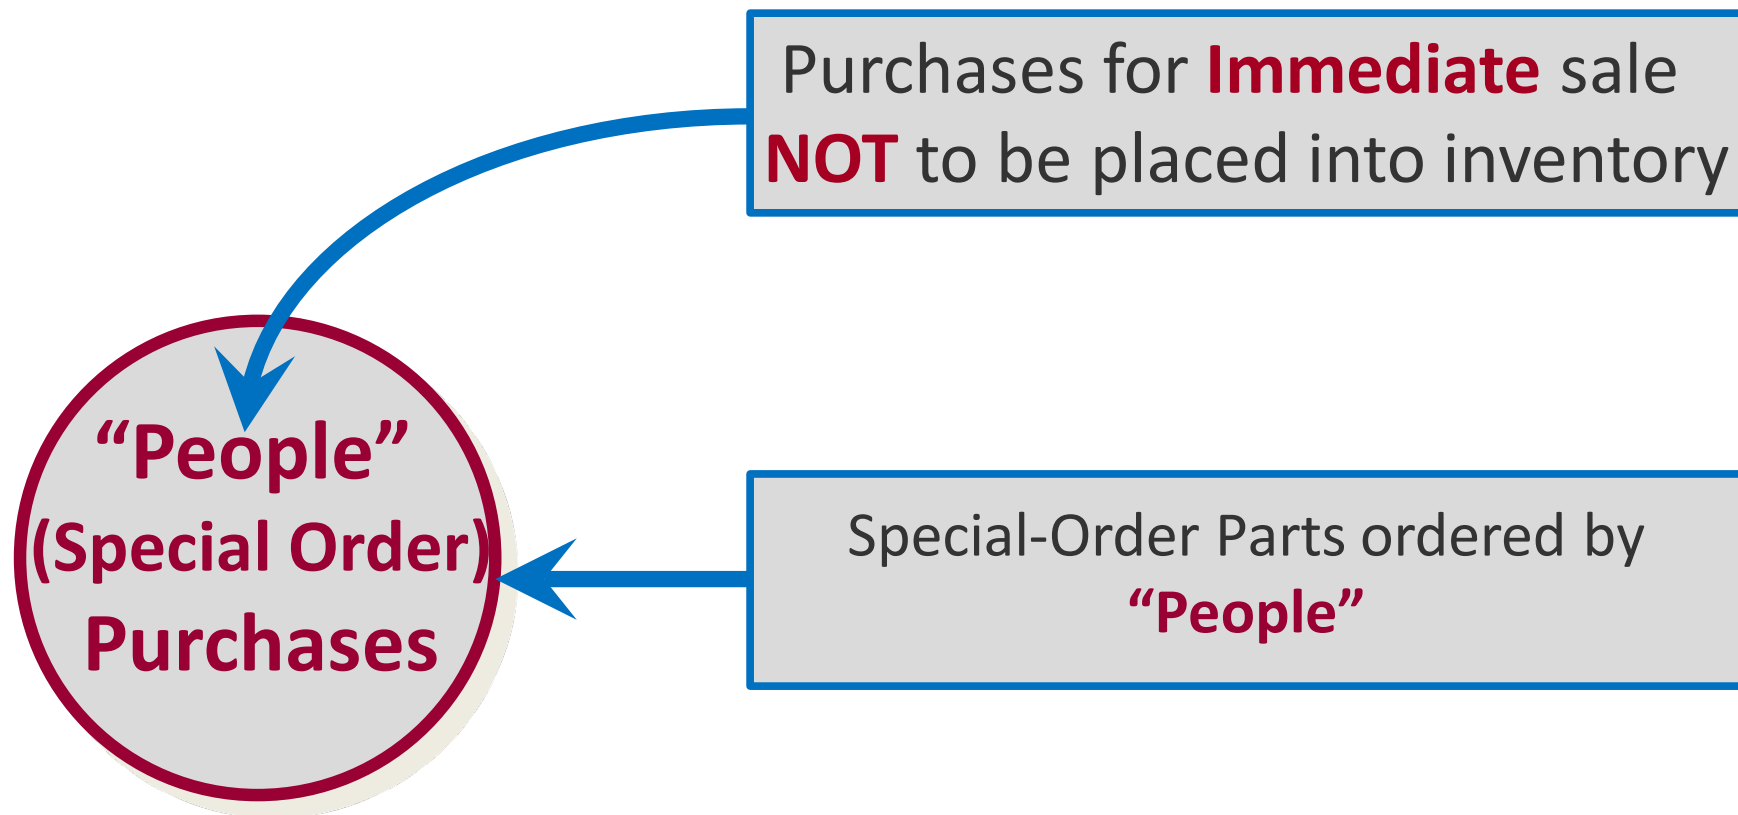 Purchases for Immediate sale
NOT to be placed into inventory
“People”
(Special Order)
Purchases
Special-Order Parts ordered by
“People”